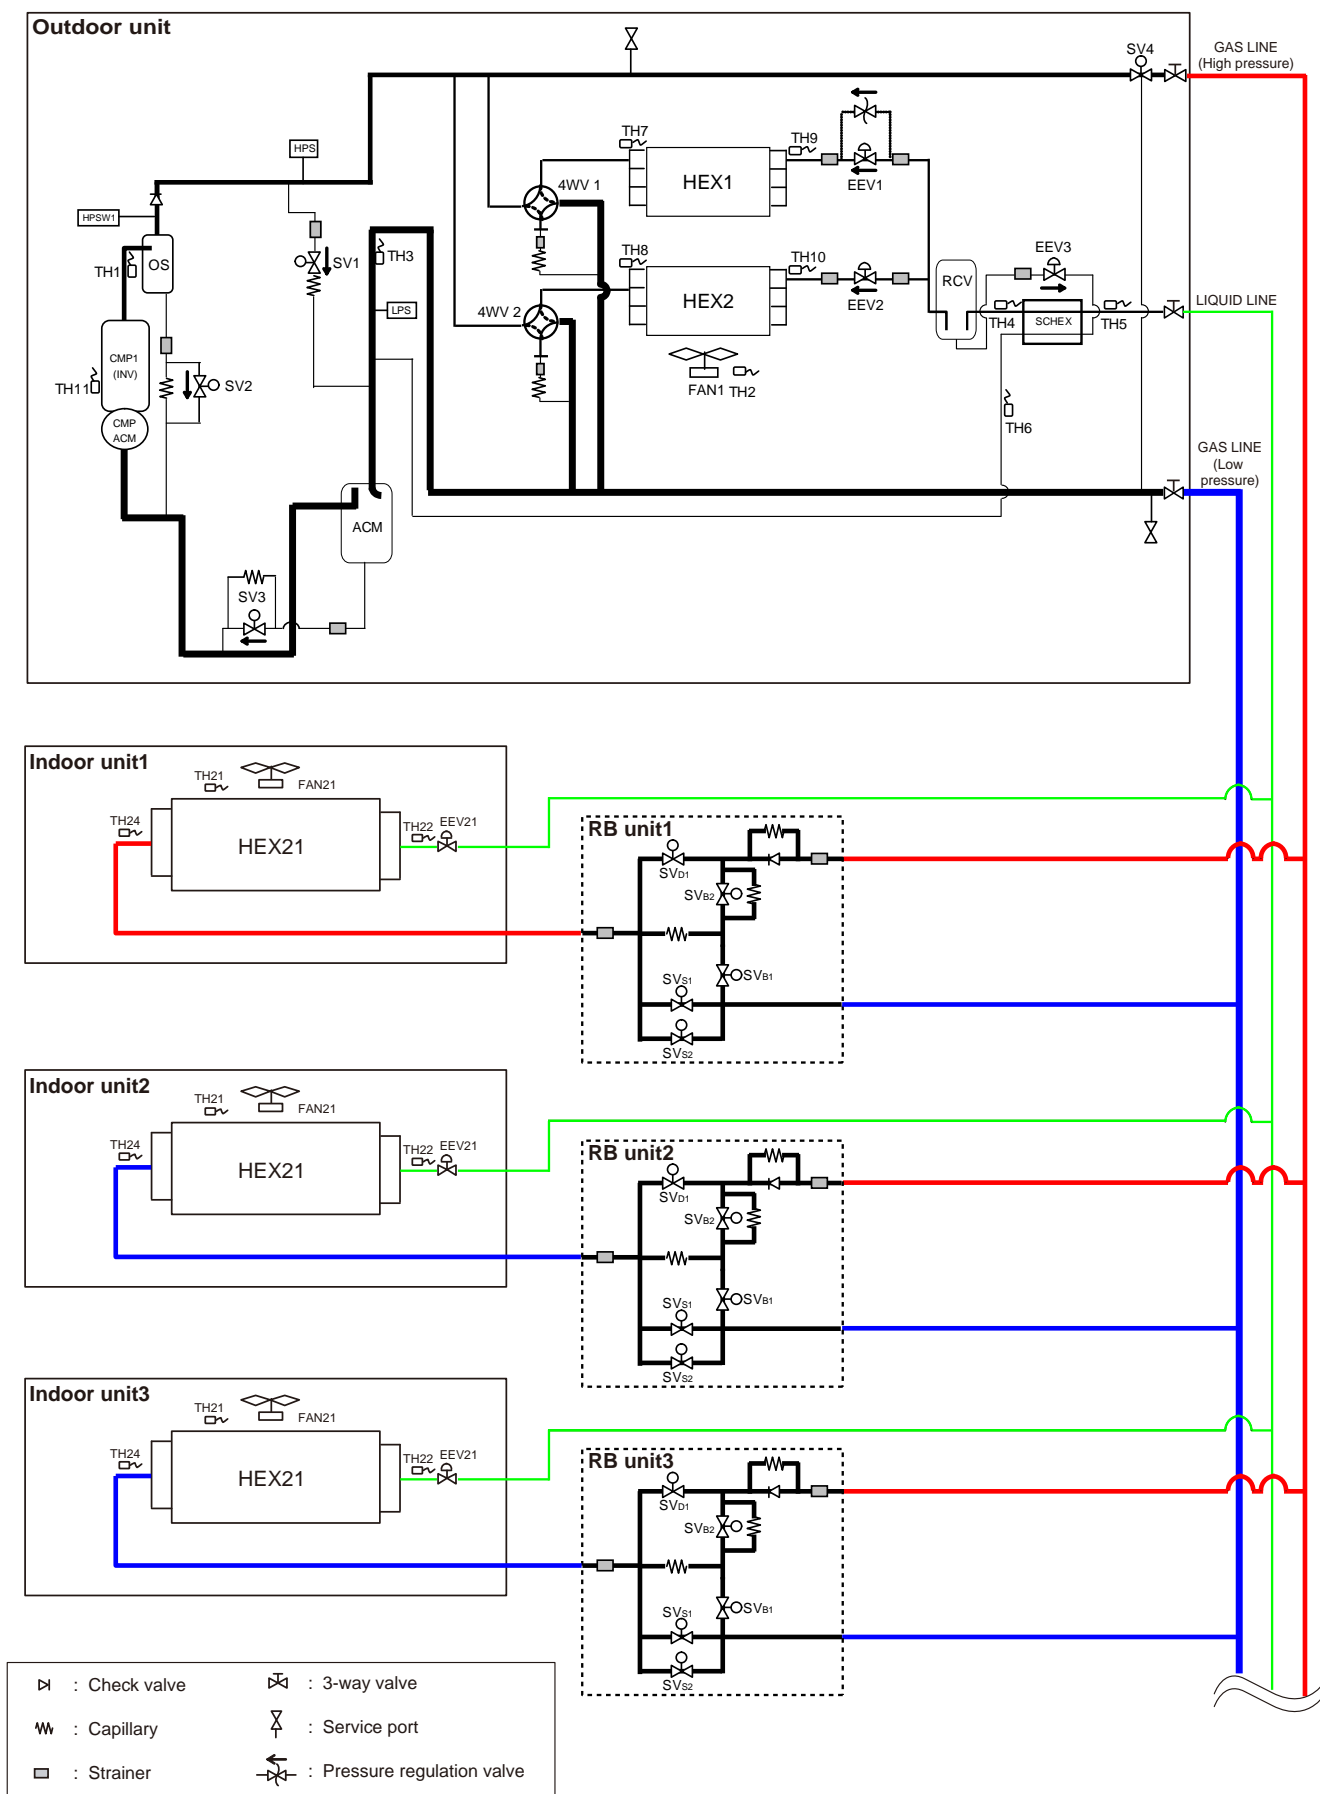 Outdoor unit
SV4
GAS LINE
(High pressure)
HPS
HPSW1
OS
TH1
SV1
TH3
LPS
CMP1
(INV)
TH11
SV2
CMP
ACM
ACM
SV3
4WV 1
4WV 2
TH7
HEX1
TH9
EEV1
TH8
HEX2
TH10
EEV2
FAN1
TH2
RCV
EEV3
TH4
SCHEX
TH5
TH6
LIQUID LINE
GAS LINE
(Low
pressure)
Indoor unit1
TH21
FAN21
TH24
HEX21
TH22
EEV21
RB unit1
SVD1
SVB2
SVB1
SVS1
SVS2
Indoor unit2
TH21
FAN21
TH24
HEX21
TH22
EEV21
RB unit2
SVD1
SVB2
SVB1
SVS1
SVS2
Indoor unit3
TH21
FAN21
TH24
HEX21
TH22
EEV21
RB unit3
SVD1
SVB2
SVB1
SVS1
SVS2
: Check valve
: 3-way valve
: Capillary
: Service port
: Strainer
: Pressure regulation valve